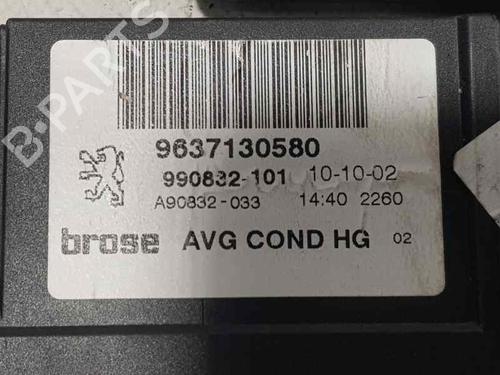 9637130580
990832-101 10-10-02
A90832-033 14:40 2260
brose AVG COND HG 02
B-PARTS